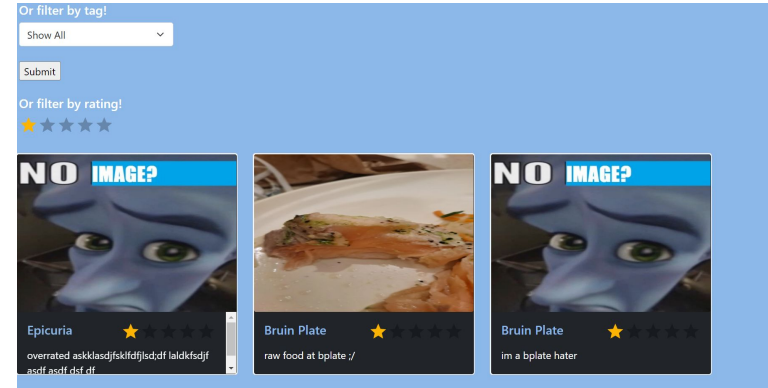 Or filter by tag!
Show All
Submit
Or filter by rating!
NO IMAGE?
NO IMAGE?
Epicuria
overrated askklasdjfsklfdfjlsd;df laldkfsdjf
asdf asdf dsf df
Bruin Plate
raw food at bplate ;/
Bruin Plate
im a bplate hater